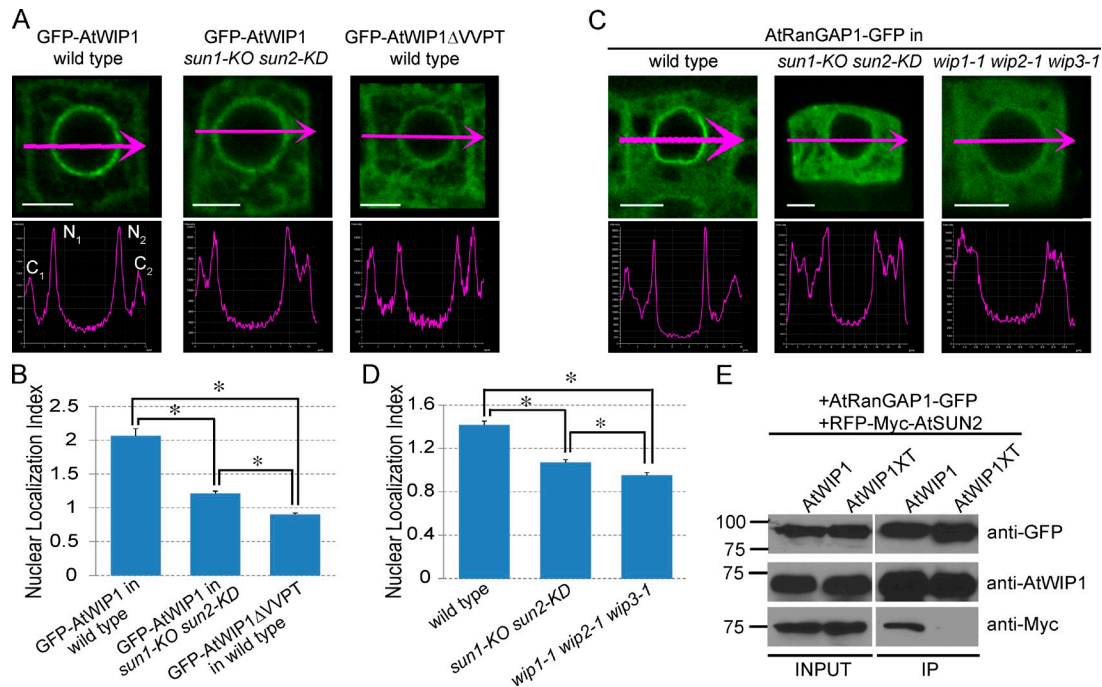 A
GFP-AtWIP1
wild type
GFP-AtWIP1
sun1-KO sun2-KD
GFP-AtWIP1ΔVVPT
wild type
C1
N1
N2
C2
B
Nuclear Localization Index
2.5
2
1.5
1
0.5
0
*
*
*
GFP-AtWIP1 in
wild type
GFP-AtWIP1 in
sun1-KO sun2-KD
GFP-AtWIP1ΔVVPT
in wild type
C
AtRanGAP1-GFP in
wild type
sun1-KO sun2-KD
wip1-1 wip2-1 wip3-1
D
Nuclear Localization Index
1.6
1.2
0.8
0.4
0
*
*
*
wild type
sun1-KO sun2-KD
wip1-1 wip2-1 wip3-1
E
+AtRanGAP1-GFP
+RFP-Myc-AtSUN2
AtWIP1
AtWIP1XT
AtWIP1
AtWIP1XT
100
75
anti-GFP
75
anti-AtWIP1
75
anti-Myc
INPUT
IP